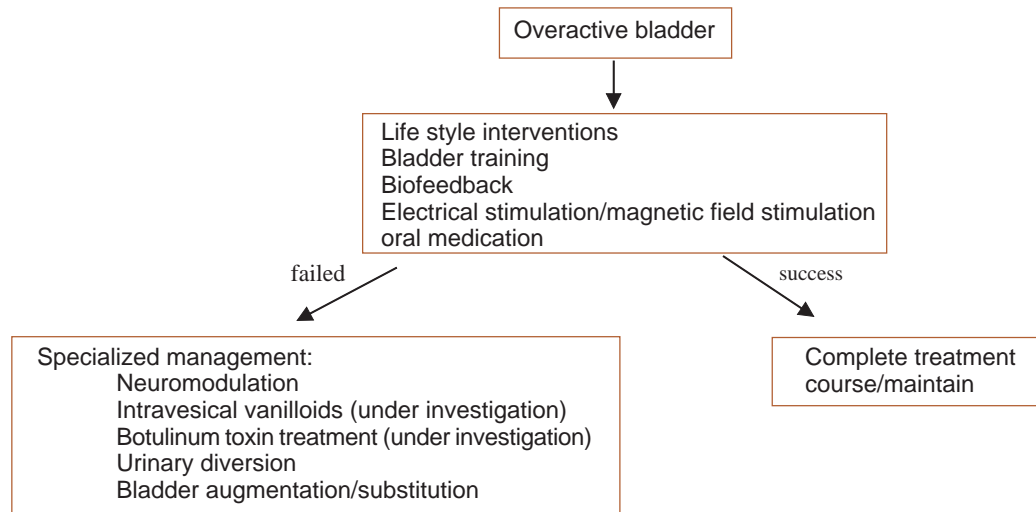 Overactive bladder
Life style interventions
Bladder training
Biofeedback
Electrical stimulation/magnetic field stimulation
oral medication
failed
success
Specialized management:
Neuromodulation
Intravesical vanilloids (under investigation)
Botulinum toxin treatment (under investigation)
Urinary diversion
Bladder augmentation/substitution
Complete treatment
course/maintain